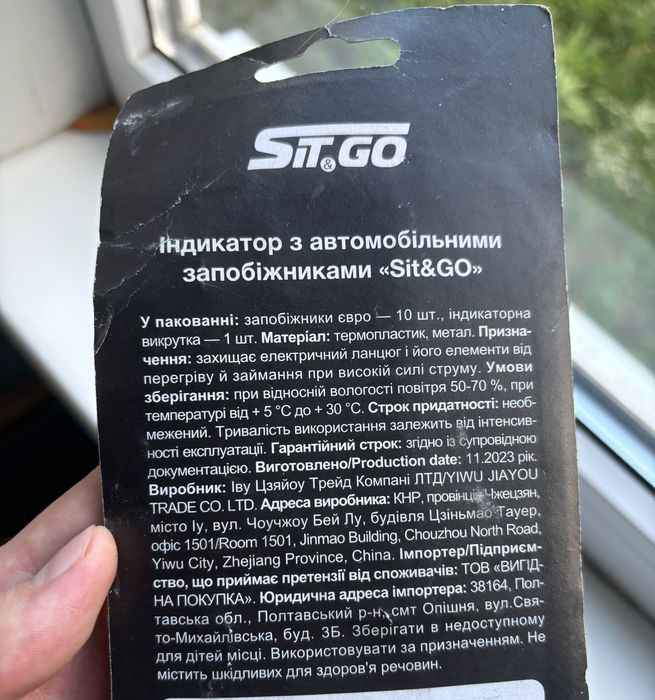 SiT&GO
Індикатор з автомобільними
запобіжниками «Sit&GO»
У пакованні: запобіжники євро — 10 шт., індикаторна
викрутка — 1 шт. Матеріал: термопластик, метал. Призна-
чення: захищає електричний ланцюг і його елементи від
перегріву й займання при високій силі струму. Умови
зберігання: при відносній вологості повітря 50-70 %, при
температурі від + 5 °C до + 30 °C. Строк придатності: необ-
межений. Тривалість використання залежить від інтенсив-
ності експлуатації. Гарантійний строк: згідно із супровідною
документацією. Виготовлено/Production date: 11.2023 рік.
Виробник: Іву Цзяйоу Трейд Компані ЛТД/YIWU JIAYOU
TRADE CO. LTD. Адреса виробника: КНР, провінція Чжецзян,
місто Іу, вул. Чоучжоу Бей Лу, будівля Цзіньмао Тауер,
офіс 1501/Room 1501, Jinmao Building, Chouzhou North Road,
Yiwu City, Zhejiang Province, China. Імпортер/Підприєм-
ство, що приймає претензії від споживачів: ТОВ «ВИГІД-
НА ПОКУПКА». Юридична адреса імпортера: 38164, Пол-
тавська обл., Полтавський р-н, смт Опішня, вул.Свя-
то-Михайлівська, буд. 3Б. Зберігати в недоступному
для дітей місці. Використовувати за призначенням. Не
містить шкідливих для здоров'я речовин.